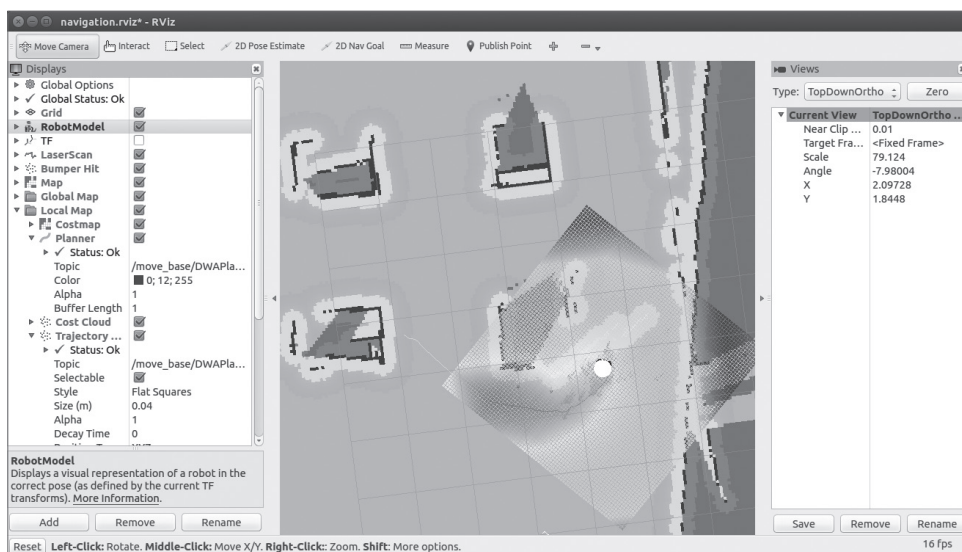 navigation.rviz* - RViz
Move Camera Interact Select 2D Pose Estimate 2D Nav Goal Measure Publish Point
Displays
Global Options
Global Status: Ok
Grid
RobotModel
TF
LaserScan
Bumper Hit
Map
Global Map
Local Map
Costmap
Planner
Status: Ok
Topic /move_base/DWAPla...
Color 0; 12; 255
Alpha 1
Buffer Length 1
Cost Cloud
Trajectory ...
Status: Ok
Topic /move_base/DWAPla...
Selectable
Style Flat Squares
Size (m) 0.04
Alpha 1
Decay Time 0
RobotModel
Displays a visual representation of a robot in the
correct pose (as defined by the current TF
transforms). More Information.
Add Remove Rename
Views
Type: TopDownOrtho Zero
Current View TopDownOrtho ...
Near Clip ... 0.01
Target Fra... <Fixed Frame>
Scale 79.124
Angle -7.98004
X 2.09728
Y 1.8448
Save Remove Rename
Reset Left-Click: Rotate. Middle-Click: Move X/Y. Right-Click:: Zoom. Shift: More options. 16 fps